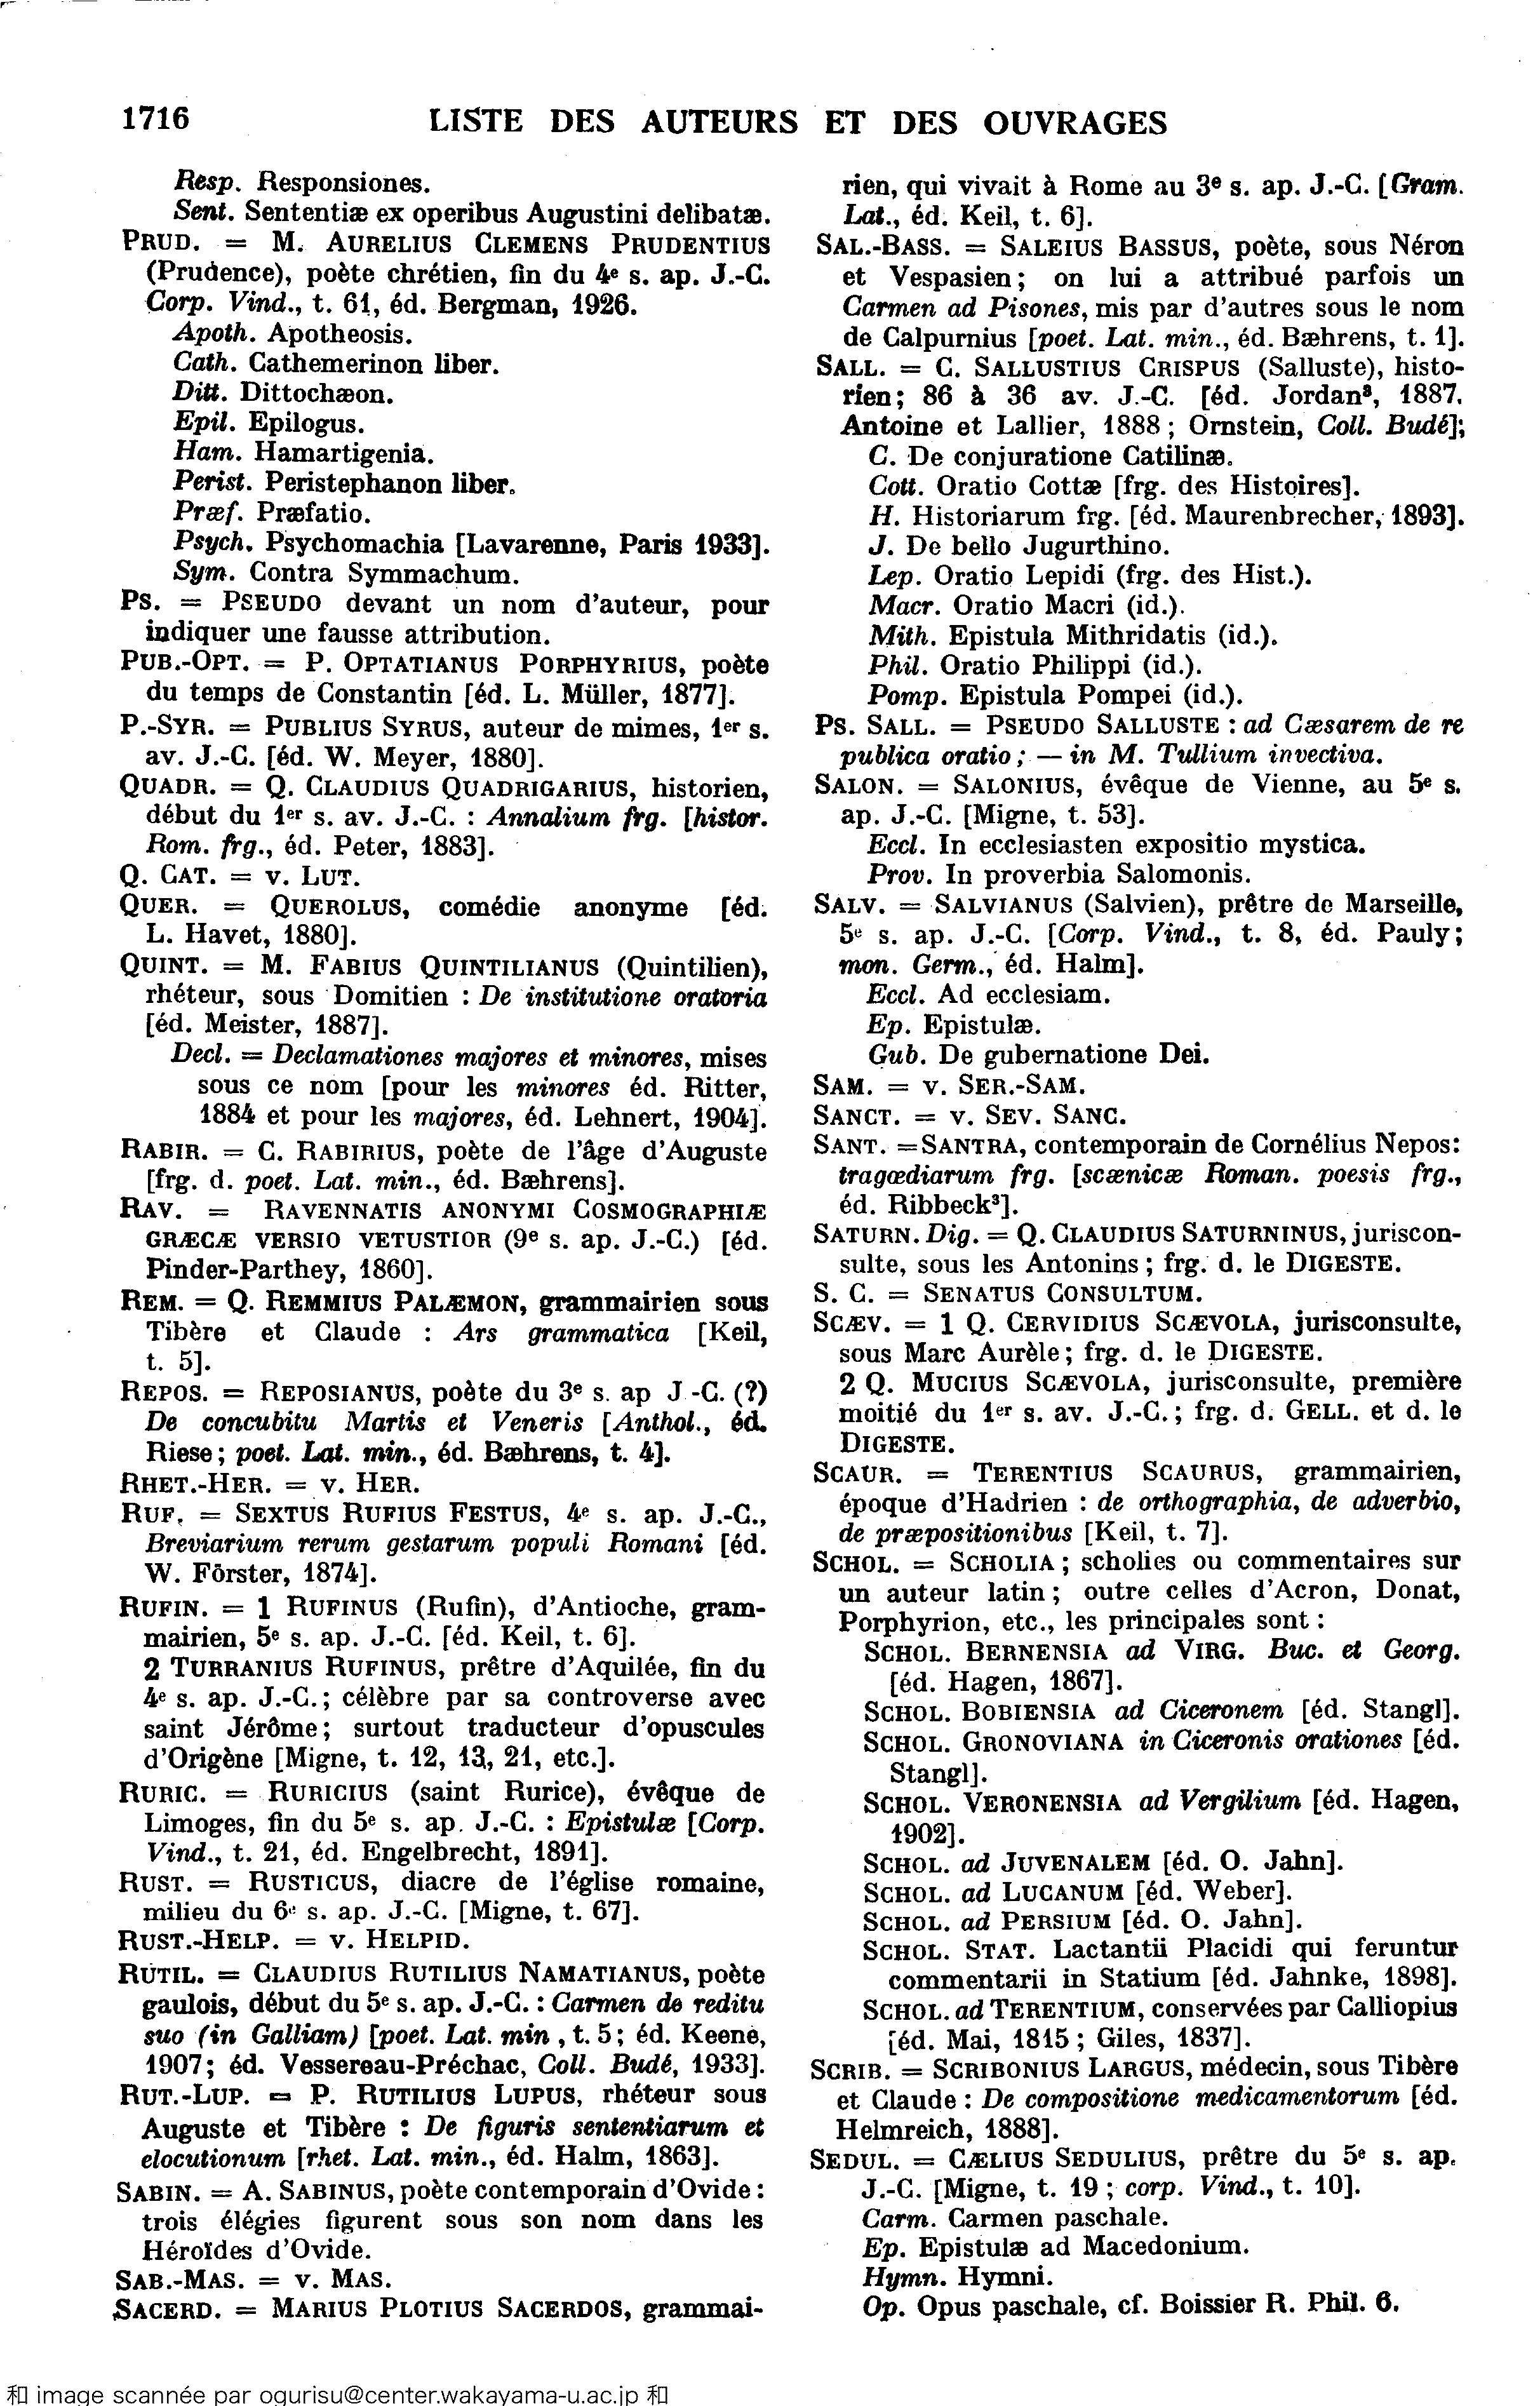 1716 LISTE DES AUTEURS ET DES OUVRAGES
Resp. Responsiones.
Sent. Sententiæ ex operibus Augustini delibatæ.
PRUD. = M. AURELIUS CLEMENS PRUDENTIUS
(Prudence), poète chrétien, fin du 4e s. ap. J.-C.
Corp. Vind., t. 61, éd. Bergman, 1926.
Apoth. Apotheosis.
Cath. Cathemerinon liber.
Ditt. Dittochæon.
Epil. Epilogus.
Ham. Hamartigenia.
Perist. Peristephanon liber.
Præf. Præfatio.
Psych. Psychomachia [Lavarenne, Paris 1933].
Sym. Contra Symmachum.
PS. = PSEUDO devant un nom d'auteur, pour
indiquer une fausse attribution.
PUB.-OPT. = P. OPTATIANUS PORPHYRIUS, poète
du temps de Constantin [éd. L. Müller, 1877].
P.-SYR. = PUBLIUS SYRUS, auteur de mimes, 1er s.
av. J.-C. [éd. W. Meyer, 1880].
QUADR. = Q. CLAUDIUS QUADRIGARIUS, historien,
début du 1er s. av. J.-C. : Annalium frg. [histor.
Rom. frg., éd. Peter, 1883].
Q. CAT. = v. LUT.
QUER. = QUEROLUS, comédie anonyme [éd.
L. Havet, 1880].
QUINT. = M. FABIUS QUINTILIANUS (Quintilien),
rhéteur, sous Domitien : De institutione oratoria
[éd. Meister, 1887].
Decl. = Declamationes majores et minores, mises
sous ce nom [pour les minores éd. Ritter,
1884 et pour les majores, éd. Lehnert, 1904].
RABIR. = C. RABIRIUS, poète de l'âge d'Auguste
[frg. d. poet. Lat. min., éd. Bæhrens].
RAV. = RAVENNATIS ANONYMI COSMOGRAPHIÆ
GRÆCÆ VERSIO VETUSTIOR (9e s. ap. J.-C.) [éd.
Pinder-Parthey, 1860].
REM. = Q. REMMIUS PALÆMON, grammairien sous
Tibère et Claude : Ars grammatica [Keil,
t. 5].
REPOS. = REPOSIANUS, poète du 3e s. ap J -C. (?)
De concubitu Martis et Veneris [Anthol., éd.
Riese ; poet. Lat. min., éd. Bæhrens, t. 4].
RHET.-HER. = v. HER.
RUF. = SEXTUS RUFIUS FESTUS, 4e s. ap. J.-C.,
Breviarium rerum gestarum populi Romani [éd.
W. Förster, 1874].
RUFIN. = 1 RUFINUS (Rufin), d'Antioche, gram-
mairien, 5e s. ap. J.-C. [éd. Keil, t. 6].
2 TURRANIUS RUFINUS, prêtre d'Aquilée, fin du
4e s. ap. J.-C. ; célèbre par sa controverse avec
saint Jérôme ; surtout traducteur d'opuscules
d'Origène [Migne, t. 12, 13, 21, etc.].
RURIC. = RURICIUS (saint Rurice), évêque de
Limoges, fin du 5e s. ap. J.-C. : Epistulæ [Corp.
Vind., t. 21, éd. Engelbrecht, 1891].
RUST. = RUSTICUS, diacre de l'église romaine,
milieu du 6e s. ap. J.-C. [Migne, t. 67].
RUST.-HELP. = v. HELPID.
RUTIL. = CLAUDIUS RUTILIUS NAMATIANUS, poète
gaulois, début du 5e s. ap. J.-C. : Carmen de reditu
suo (in Galliam) [poet. Lat. min , t. 5 ; éd. Keene,
1907 ; éd. Vessereau-Préchac, Coll. Budé, 1933].
RUT.-LUP. = P. RUTILIUS LUPUS, rhéteur sous
Auguste et Tibère : De figuris sententiarum et
elocutionum [rhet. Lat. min., éd. Halm, 1863].
SABIN. = A. SABINUS, poète contemporain d'Ovide :
trois élégies figurent sous son nom dans les
Héroïdes d'Ovide.
SAB.-MAS. = v. MAS.
SACERD. = MARIUS PLOTIUS SACERDOS, grammai-
rien, qui vivait à Rome au 3e s. ap. J.-C. [Gram.
Lat., éd. Keil, t. 6].
SAL.-BASS. = SALEIUS BASSUS, poète, sous Néron
et Vespasien ; on lui a attribué parfois un
Carmen ad Pisones, mis par d'autres sous le nom
de Calpurnius [poet. Lat. min., éd. Bæhrens, t. 1].
SALL. = C. SALLUSTIUS CRISPUS (Salluste), histo-
rien ; 86 à 36 av. J.-C. [éd. Jordan³, 1887.
Antoine et Lallier, 1888 ; Ornstein, Coll. Budé];
C. De conjuratione Catilinæ.
Cott. Oratio Cottæ [frg. des Histoires].
H. Historiarum frg. [éd. Maurenbrecher, 1893].
J. De bello Jugurthino.
Lep. Oratio Lepidi (frg. des Hist.).
Macr. Oratio Macri (id.).
Mith. Epistula Mithridatis (id.).
Phil. Oratio Philippi (id.).
Pomp. Epistula Pompei (id.).
PS. SALL. = PSEUDO SALLUSTE : ad Cæsarem de re
publica oratio ; — in M. Tullium invectiva.
SALON. = SALONIUS, évêque de Vienne, au 5e s.
ap. J.-C. [Migne, t. 53].
Eccl. In ecclesiasten expositio mystica.
Prov. In proverbia Salomonis.
SALV. = SALVIANUS (Salvien), prêtre de Marseille,
5e s. ap. J.-C. [Corp. Vind., t. 8, éd. Pauly ;
mon. Germ., éd. Halm].
Eccl. Ad ecclesiam.
Ep. Epistulæ.
Gub. De gubernatione Dei.
SAM. = v. SER.-SAM.
SANCT. = v. SEV. SANC.
SANT. =SANTRA, contemporain de Cornélius Nepos:
tragœdiarum frg. [scænicæ Roman. poesis frg.,
éd. Ribbeck³].
SATURN. Dig. = Q. CLAUDIUS SATURNINUS, juriscon-
sulte, sous les Antonins ; frg. d. le DIGESTE.
S. C. = SENATUS CONSULTUM.
SCÆV. = 1 Q. CERVIDIUS SCÆVOLA, jurisconsulte,
sous Marc Aurèle ; frg. d. le DIGESTE.
2 Q. MUCIUS SCÆVOLA, jurisconsulte, première
moitié du 1er s. av. J.-C. ; frg. d. GELL. et d. le
DIGESTE.
SCAUR. = TERENTIUS SCAURUS, grammairien,
époque d'Hadrien : de orthographia, de adverbio,
de præpositionibus [Keil, t. 7].
SCHOL. = SCHOLIA ; scholies ou commentaires sur
un auteur latin ; outre celles d'Acron, Donat,
Porphyrion, etc., les principales sont :
SCHOL. BERNENSIA ad VIRG. Buc. et Georg.
[éd. Hagen, 1867].
SCHOL. BOBIENSIA ad Ciceronem [éd. Stangl].
SCHOL. GRONOVIANA in Ciceronis orationes [éd.
Stangl].
SCHOL. VERONENSIA ad Vergilium [éd. Hagen,
1902].
SCHOL. ad JUVENALEM [éd. O. Jahn].
SCHOL. ad LUCANUM [éd. Weber].
SCHOL. ad PERSIUM [éd. O. Jahn].
SCHOL. STAT. Lactantii Placidi qui feruntur
commentarii in Statium [éd. Jahnke, 1898].
SCHOL. ad TERENTIUM, conservées par Calliopius
[éd. Mai, 1815 ; Giles, 1837].
SCRIB. = SCRIBONIUS LARGUS, médecin, sous Tibère
et Claude : De compositione medicamentorum [éd.
Helmreich, 1888].
SEDUL. = CÆLIUS SEDULIUS, prêtre du 5e s. ap.
J.-C. [Migne, t. 19 ; corp. Vind., t. 10].
Carm. Carmen paschale.
Ep. Epistulæ ad Macedonium.
Hymn. Hymni.
Op. Opus paschale, cf. Boissier R. Phil. 6.
和 image scannée par ogurisu@center.wakayama-u.ac.jp 和